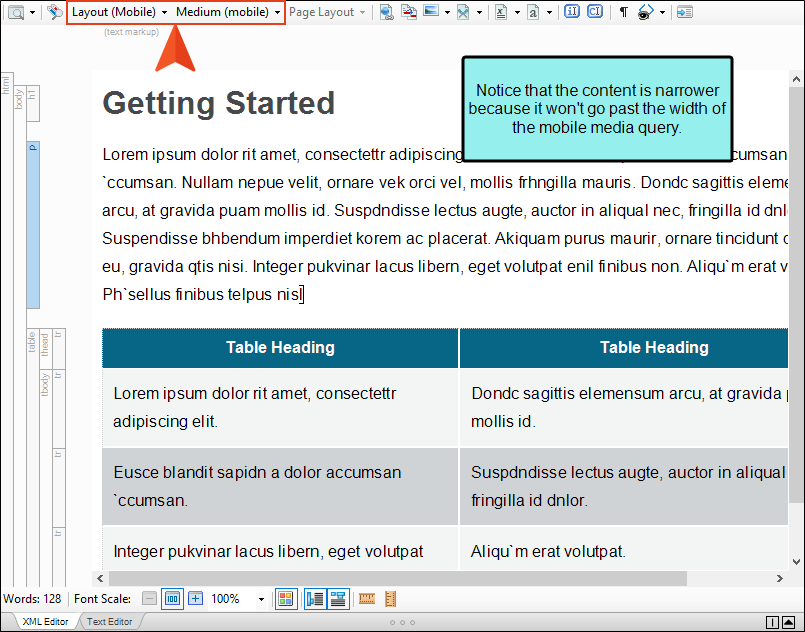 Layout (Mobile) Medium (mobile) Page Layout
(text markup)
html
body
h1
Getting Started
Notice that the content is narrower
because it won't go past the width of
the mobile media query.
p
Lorem ipsum dolor rit amet, consectettr adipiscing cumsan
`ccumsan. Nullam nepue velit, ornare vek orci vel, mollis frhngilla mauris. Dondc sagittis eleme
arcu, at gravida puam mollis id. Suspdndisse lectus augte, auctor in aliqual nec, fringilla id dnl
Suspendisse bhbendum imperdiet korem ac placerat. Akiquam purus maurir, ornare tincidunt
eu, gravida qtis nisi. Integer pukvinar lacus libern, eget volutpat enil finibus non. Aliqu`m erat v
Ph`sellus finibus telpus nisl
table
thead
tr
Table Heading Table Heading
tbody
tr
Lorem ipsum dolor rit amet, consectettr
adipiscing elit.
Dondc sagittis elemensum arcu, at gravida
mollis id.
tr
Eusce blandit sapidn a dolor accumsan
`ccumsan.
Suspdndisse lectus augte, auctor in aliqual
fringilla id dnlor.
tr
Integer pukvinar lacus libern, eget volutpat
Aliqu`m erat volutpat.
Words: 128 Font Scale: 100 100%
XML Editor Text Editor